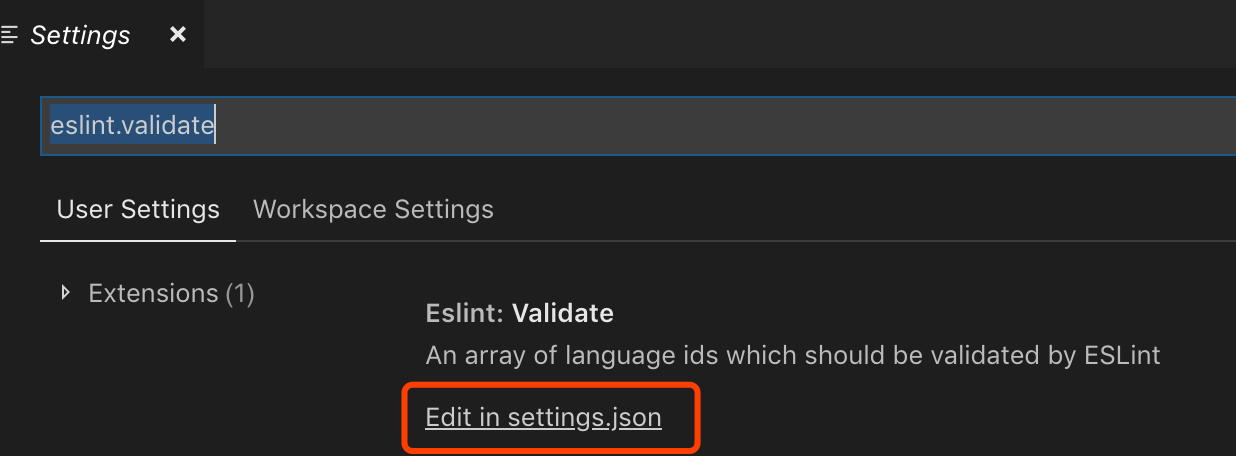 Settings
eslint.validate
User Settings Workspace Settings
Extensions (1)
Eslint: Validate
An array of language ids which should be validated by ESLint
Edit in settings.json